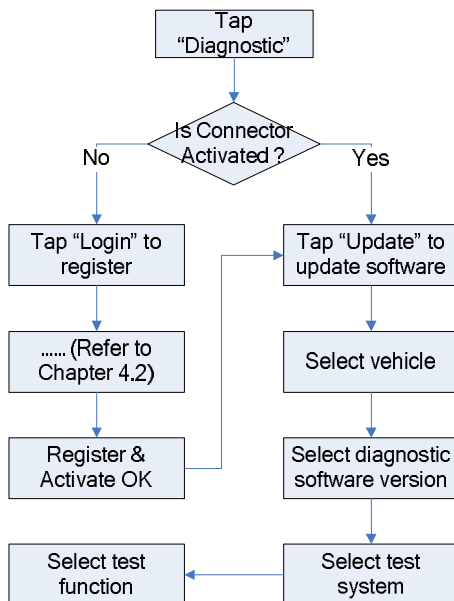 Tap
“Diagnostic”
Is Connector
Activated ?
No
Yes
Tap “Login” to
register
Tap “Update” to
update software
...... (Refer to
Chapter 4.2)
Select vehicle
Register &
Activate OK
Select diagnostic
software version
Select test
function
Select test
system